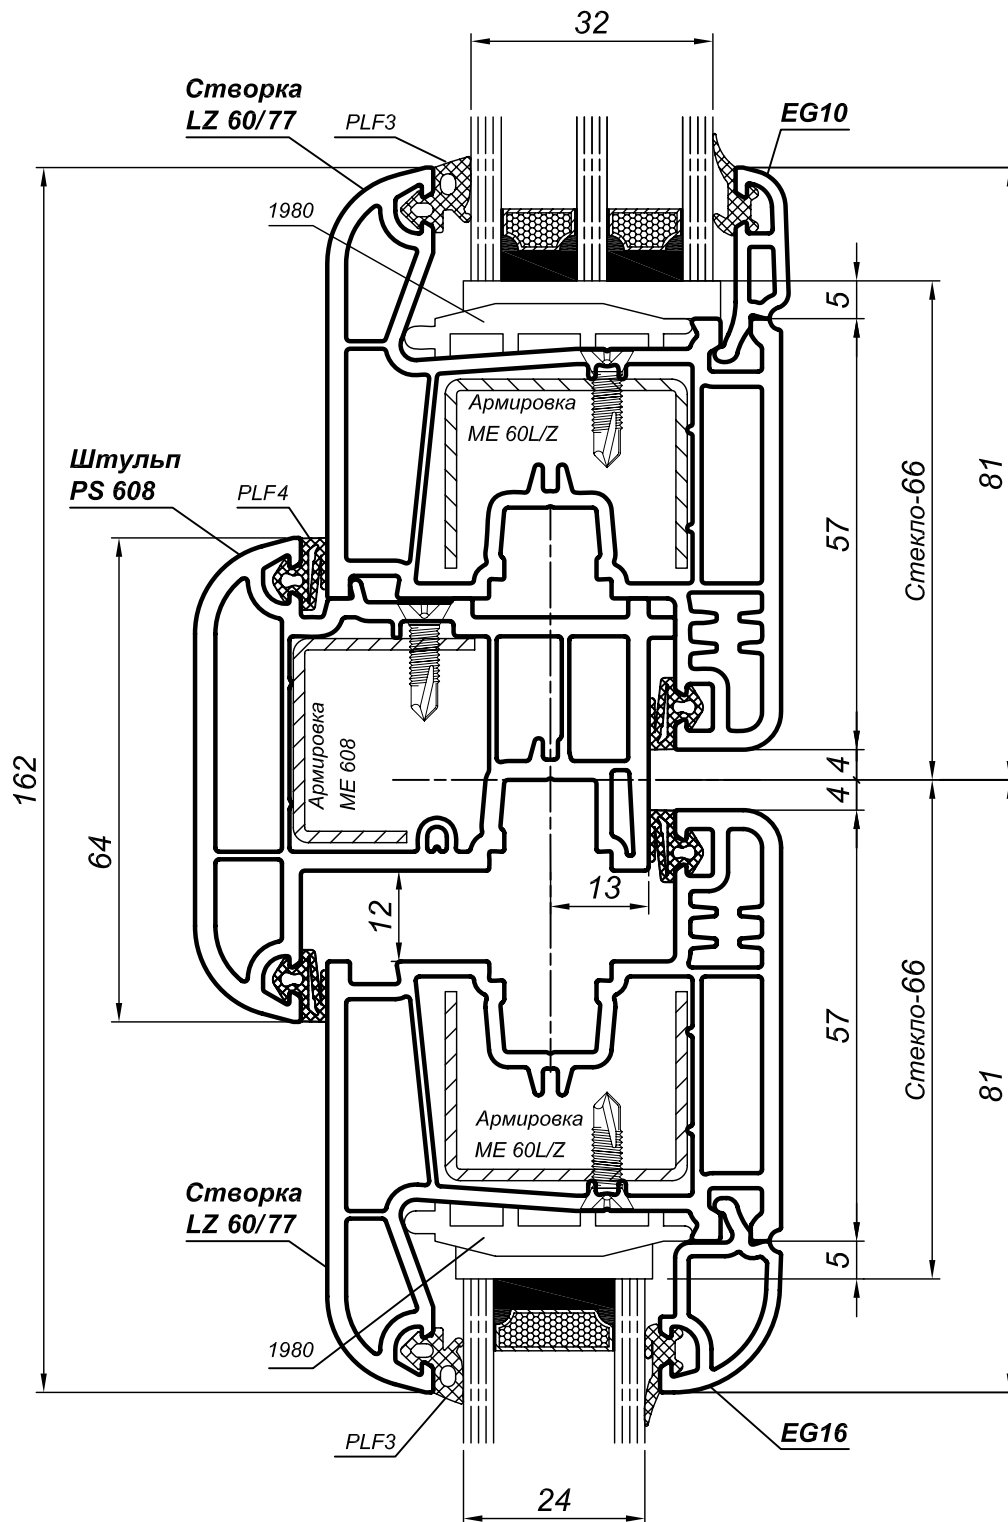 32
Створка
LZ 60/77
PLF3
EG10
1980
5
Армировка
ME 60L/Z
Штульп
PS 608
PLF4
57
Стекло-66
81
Армировка
ME 608
162
64
4
4
13
12
57
Стекло-66
81
Армировка
ME 60L/Z
Створка
LZ 60/77
5
1980
PLF3
EG16
24